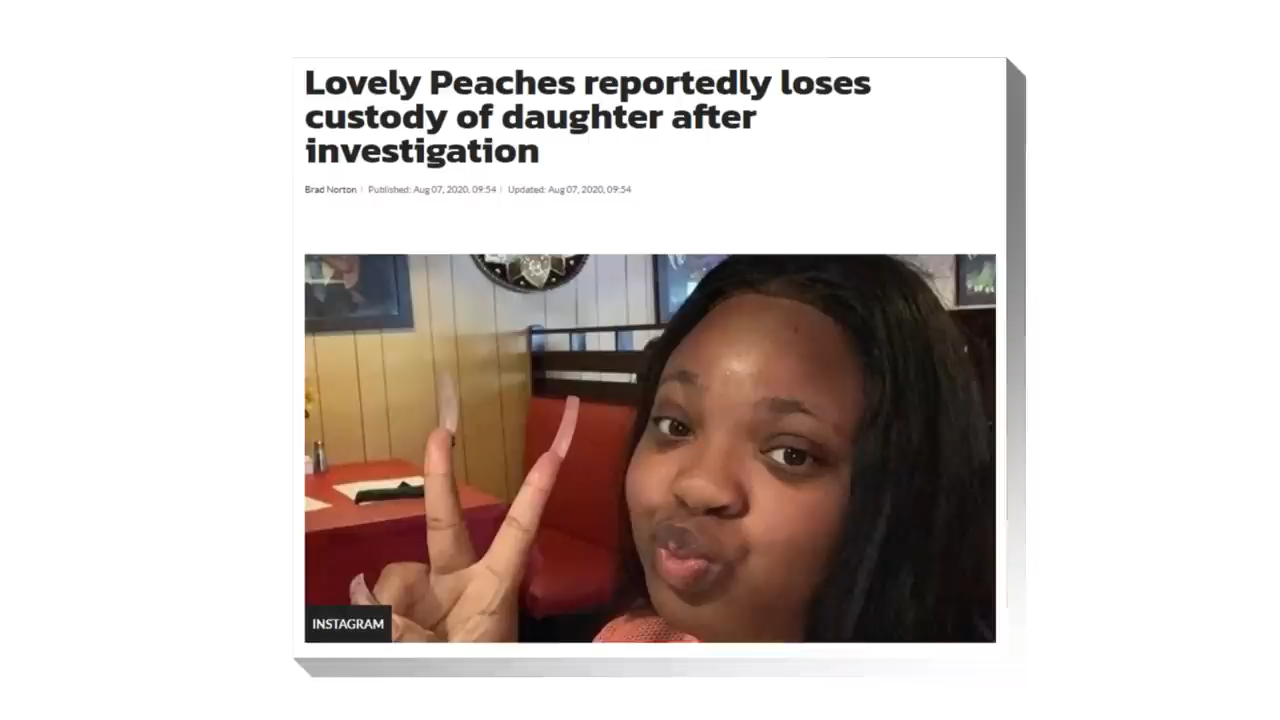 Lovely Peaches reportedly loses
custody of daughter after
investigation
Brad Norton | Published: Aug 07, 2020, 09:54 | Updated: Aug 07, 2020, 09:54
INSTAGRAM